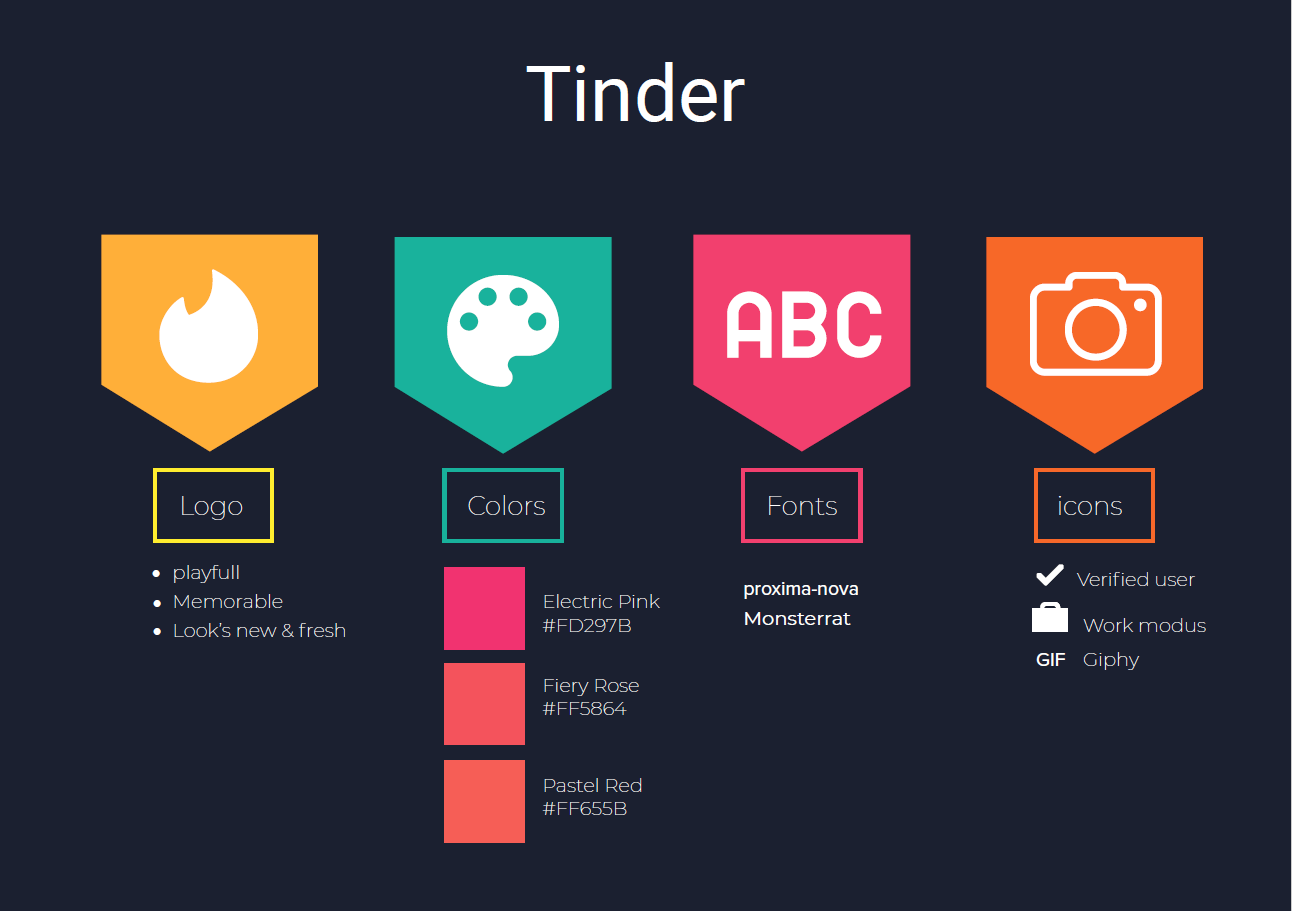 Tinder
ABC
Logo
playfull
Memorable
Look's new & fresh
Colors
Electric Pink
#FD297B
Fiery Rose
#FF5864
Pastel Red
#FF655B
Fonts
proxima-nova
Monsterrat
icons
Verified user
Work modus
GIF Giphy